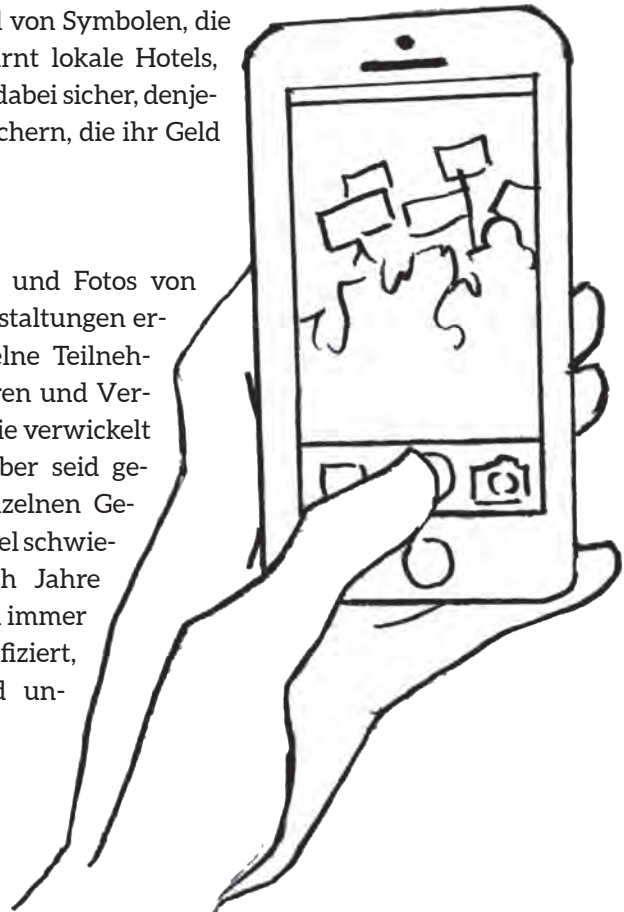 l von Symbolen, die
rnt lokale Hotels,
dabei sicher, denje-
chern, die ihr Geld
und Fotos von
staltungen er-
elne Teilneh-
ren und Ver-
ie verwickelt
ber seid ge-
zelnen Ge-
el schwie-
h Jahre
immer
fiziert,
d un-